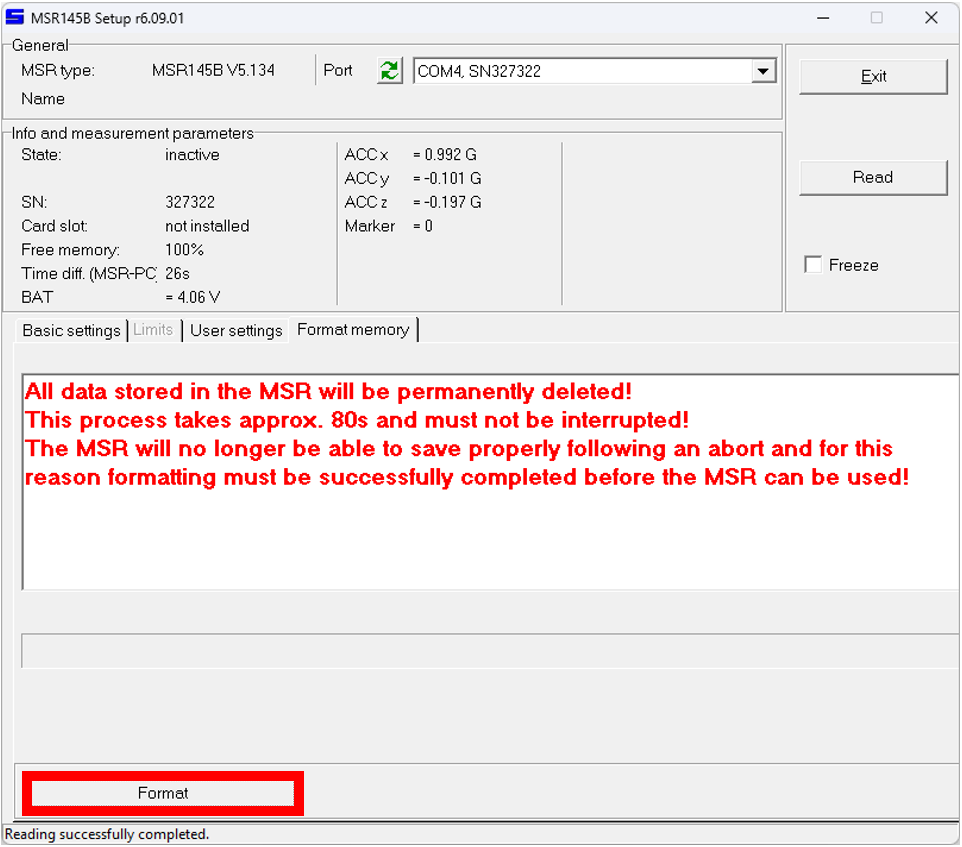 MSR145B Setup r6.09.01
General
MSR type: MSR145B V5.134 Port COM4, SN327322
Name
Exit
Info and measurement parameters
State: inactive
SN: 327322
Card slot: not installed
Free memory: 100%
Time diff. (MSR-PC) 26s
BAT = 4.06 V
ACC x = 0.992 G
ACC y = -0.101 G
ACC z = -0.197 G
Marker = 0
Read
Freeze
Basic settings Limits User settings Format memory
All data stored in the MSR will be permanently deleted!
This process takes approx. 80s and must not be interrupted!
The MSR will no longer be able to save properly following an abort and for this
reason formatting must be successfully completed before the MSR can be used!
Format
Reading successfully completed.